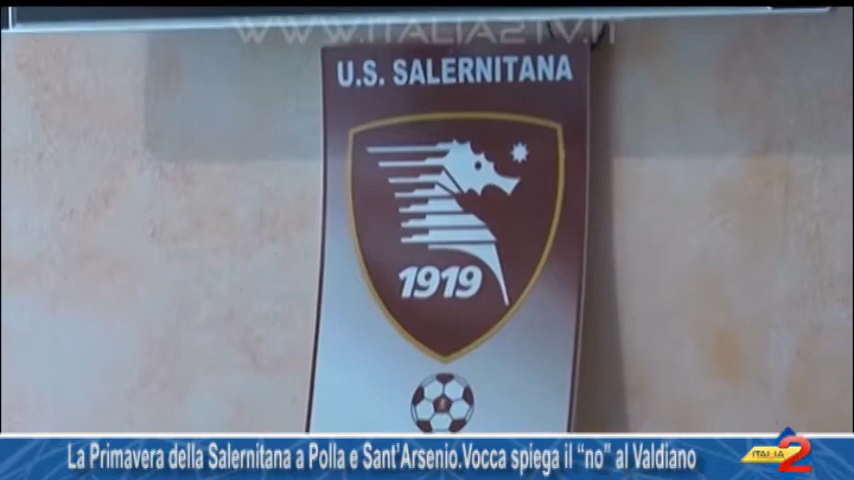 WWW.ITALIA2TV.IT
U.S. SALERNITANA
1919
La Primavera della Salernitana a Polla e Sant'Arsenio.Vocca spiega il “no” al Valdiano
ITALIA 2